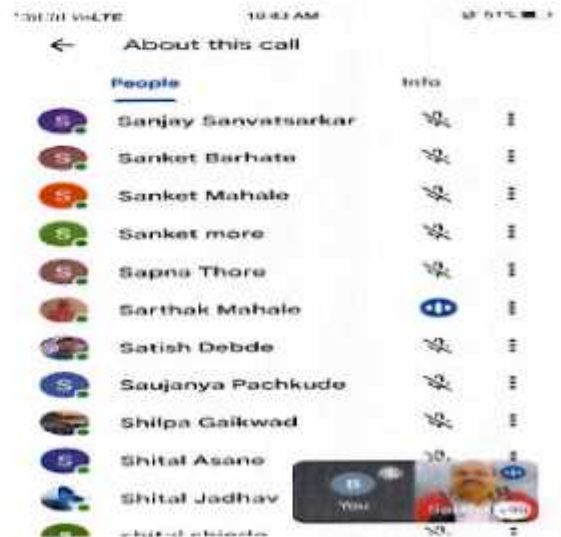 10:43 AM
51%
About this call
People Info
S Sanjay Sanvatsarkar
S Sanket Barhate
S Sanket Mahale
S Sanket more
S Sapna Thore
Sarthak Mahale
Satish Debde
S Saujanya Pachkude
Shilpa Gaikwad
S Shital Asane
Shital Jadhav
B
You